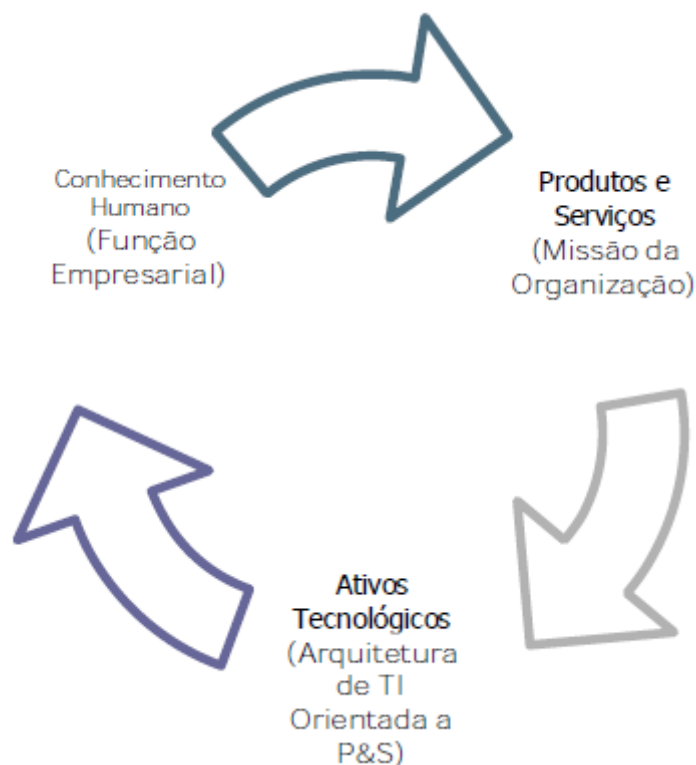 Conhecimento
Humano
(Função
Empresarial)
Produtos e
Serviços
(Missão da
Organização)
Ativos
Tecnológicos
(Arquitetura
de TI
Orientada a
P&S)